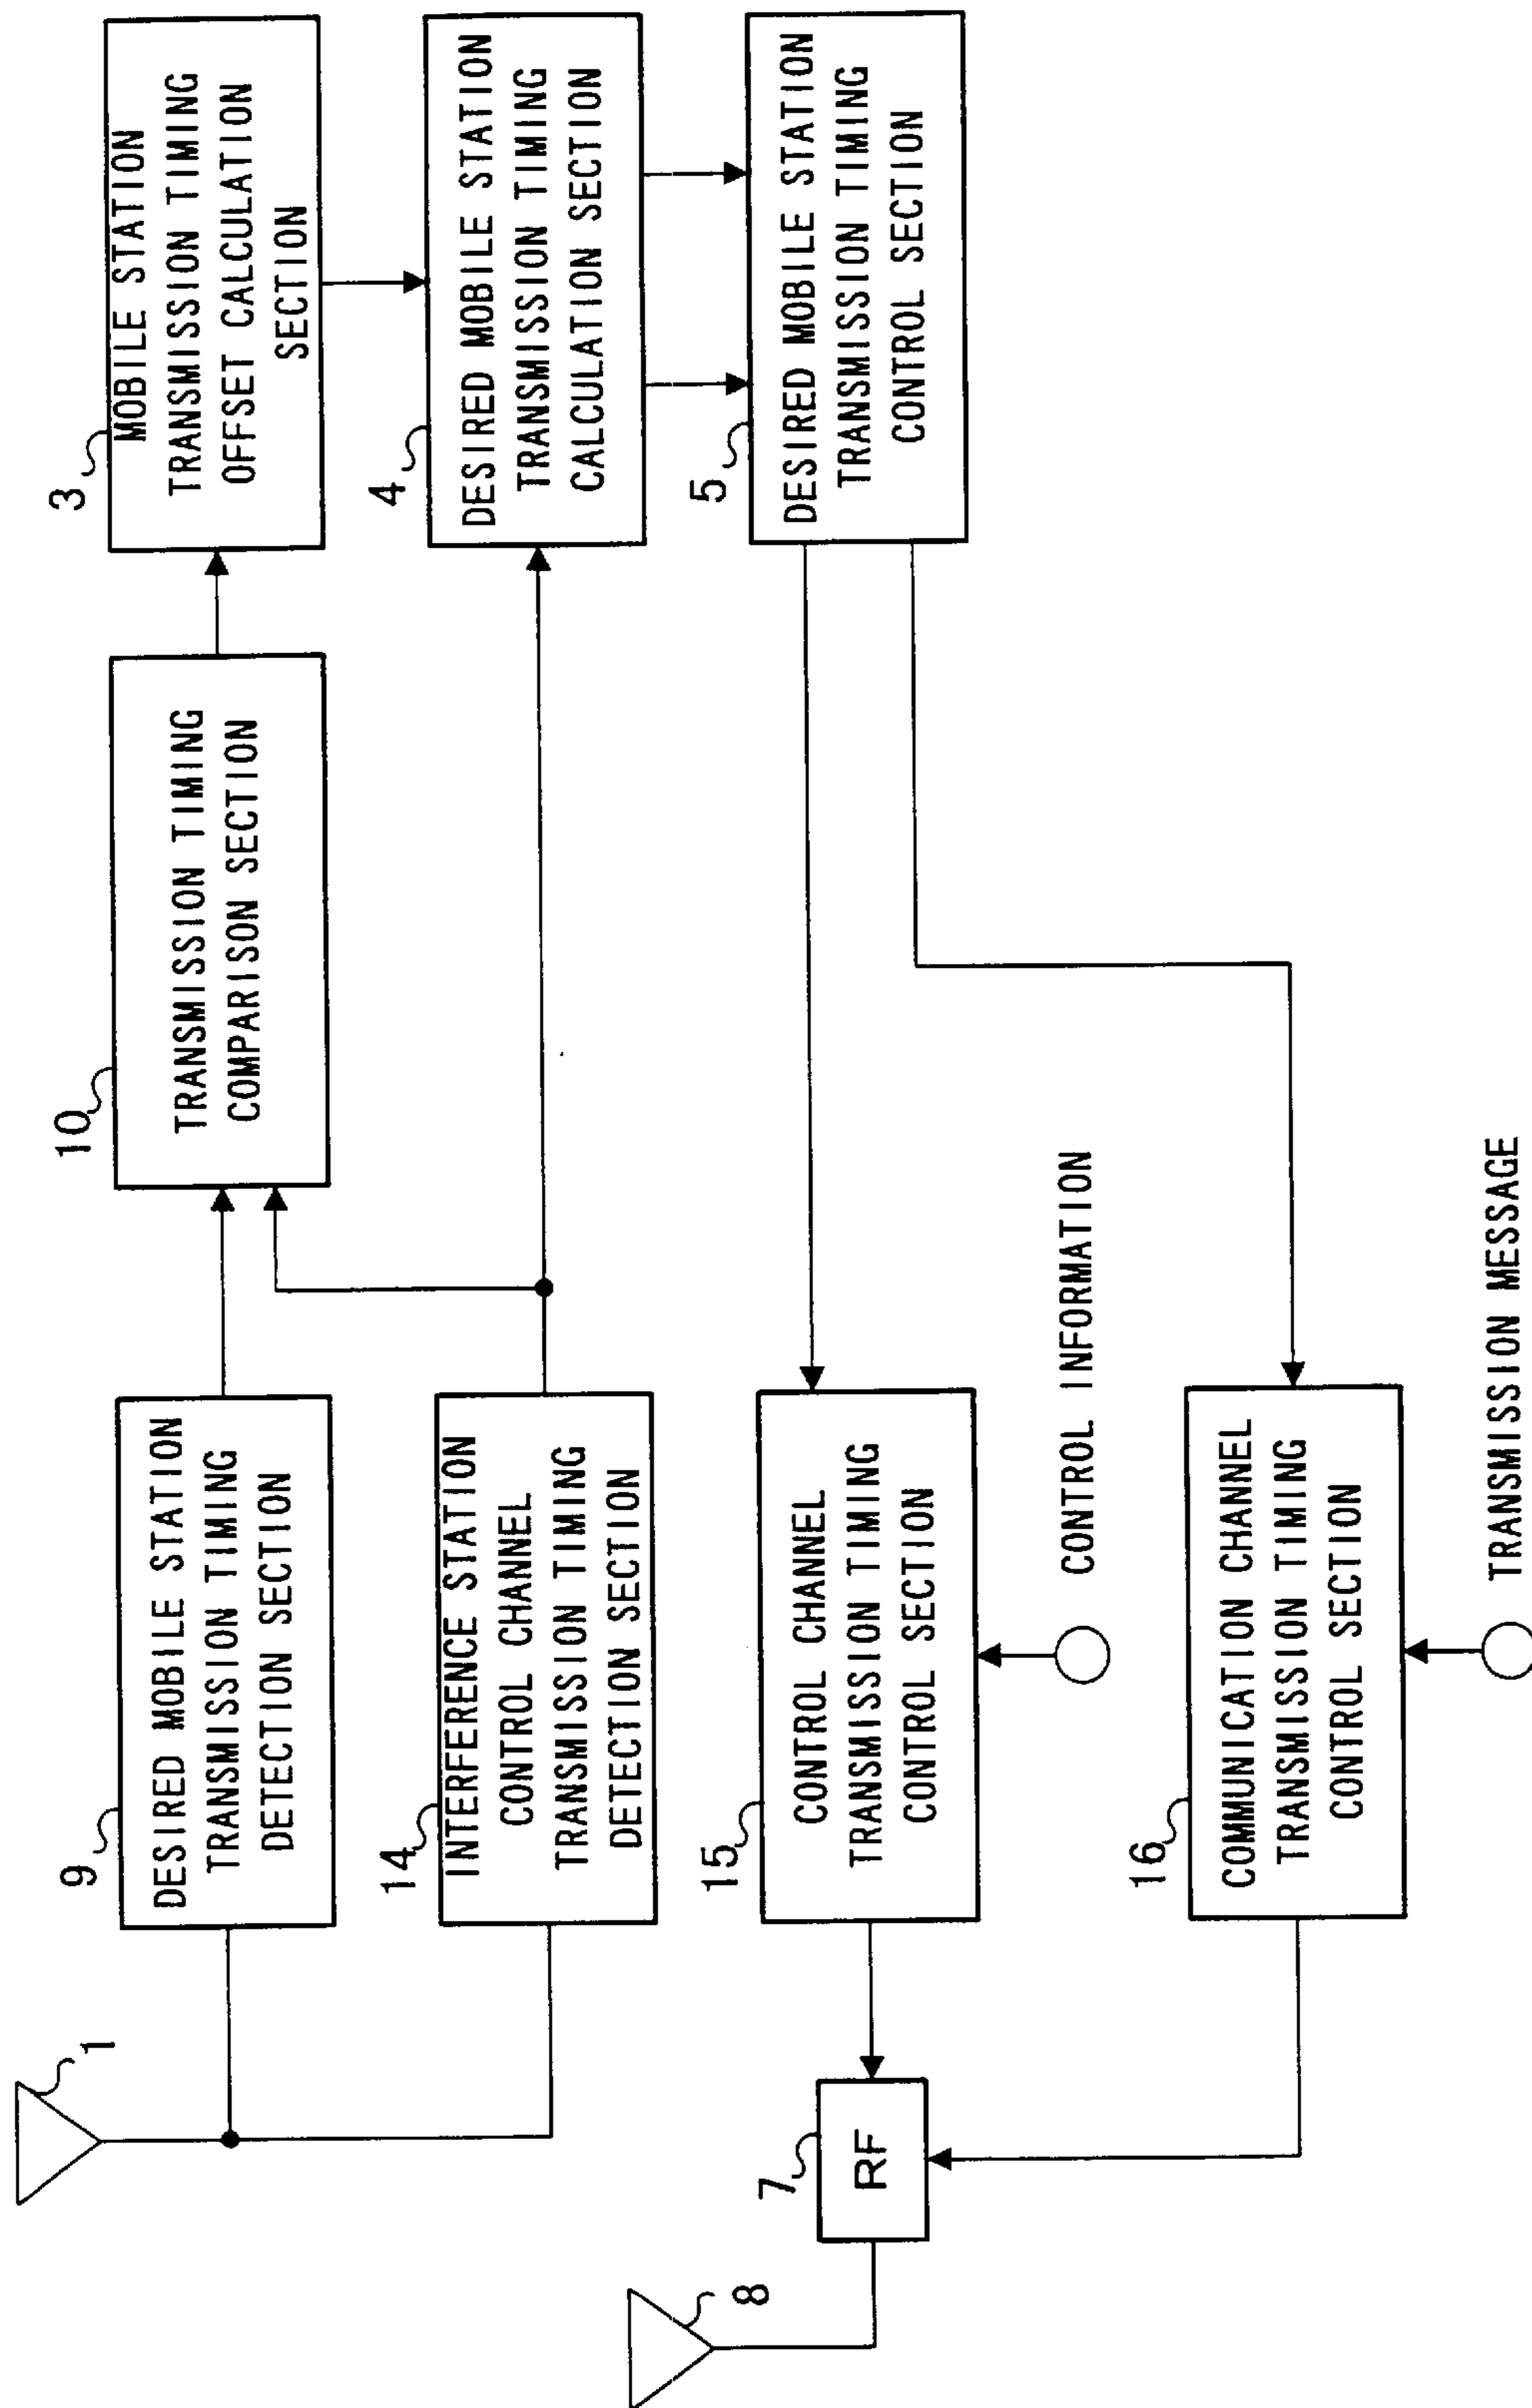 1
9
DESIRED MOBILE STATION
TRANSMISSION TIMING
DETECTION SECTION
10
TRANSMISSION TIMING
COMPARISON SECTION
3
MOBILE STATION
TRANSMISSION TIMING
OFFSET CALCULATION
SECTION
14
INTERFERENCE STATION
CONTROL CHANNEL
TRANSMISSION TIMING
DETECTION SECTION
4
DESIRED MOBILE STATION
TRANSMISSION TIMING
CALCULATION SECTION
8
7
RF
15
CONTROL CHANNEL
TRANSMISSION TIMING
CONTROL SECTION
CONTROL INFORMATION
5
DESIRED MOBILE STATION
TRANSMISSION TIMING
CONTROL SECTION
16
COMMUNICATION CHANNEL
TRANSMISSION TIMING
CONTROL SECTION
TRANSMISSION MESSAGE